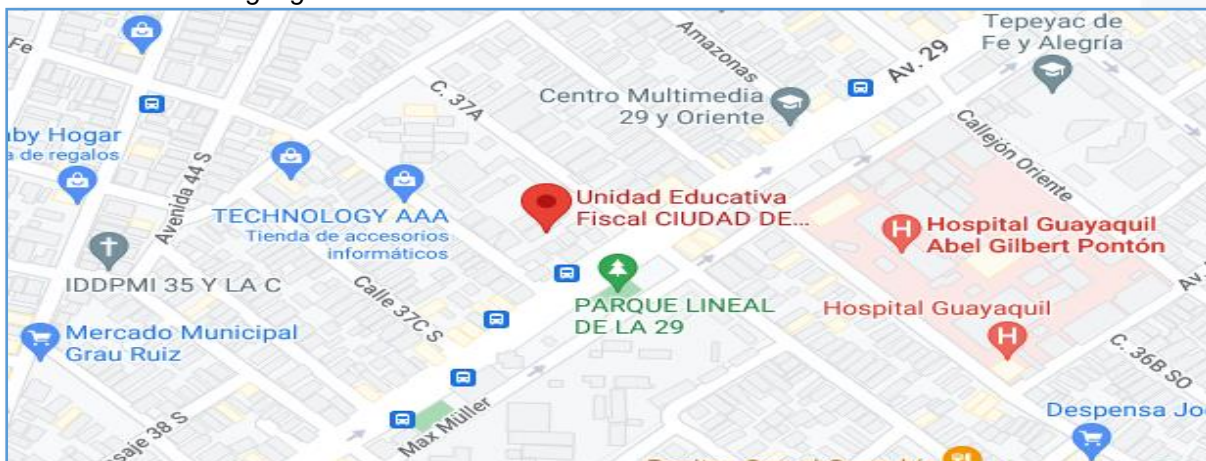 Fe
Amazonas
Av. 29
Tepeyac de
Fe y Alegría
C. 37A
Centro Multimedia
29 y Oriente
Callejón Oriente
aby Hogar
a de regalos
Avenida 44 S
TECHNOLOGY AAA
Tienda de accesorios
informáticos
Unidad Educativa
Fiscal CIUDAD DE...
Hospital Guayaquil
Abel Gilbert Pontón
IDDPMI 35 Y LA C
Calle 37C S
PARQUE LINEAL
DE LA 29
Hospital Guayaquil
Av.
Mercado Municipal
Grau Ruiz
C. 36B SO
saje 38 S
Max Müller
Despensa Jo